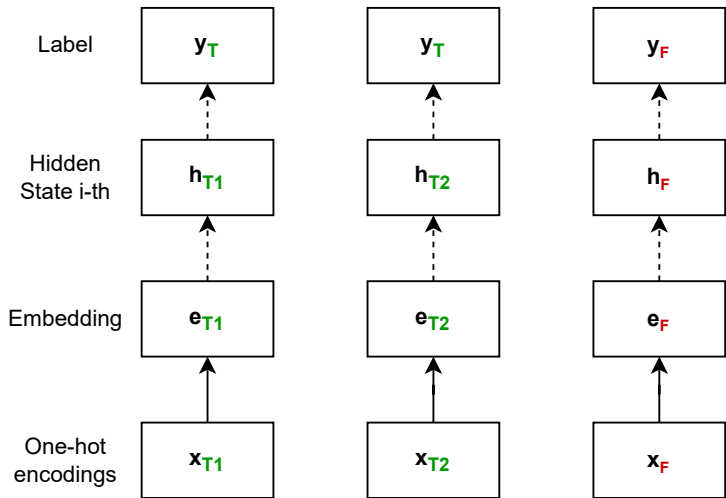 Label
y_T
y_T
y_F
Hidden
State i-th
h_T1
h_T2
h_F
Embedding
e_T1
e_T2
e_F
One-hot
encodings
x_T1
x_T2
x_F